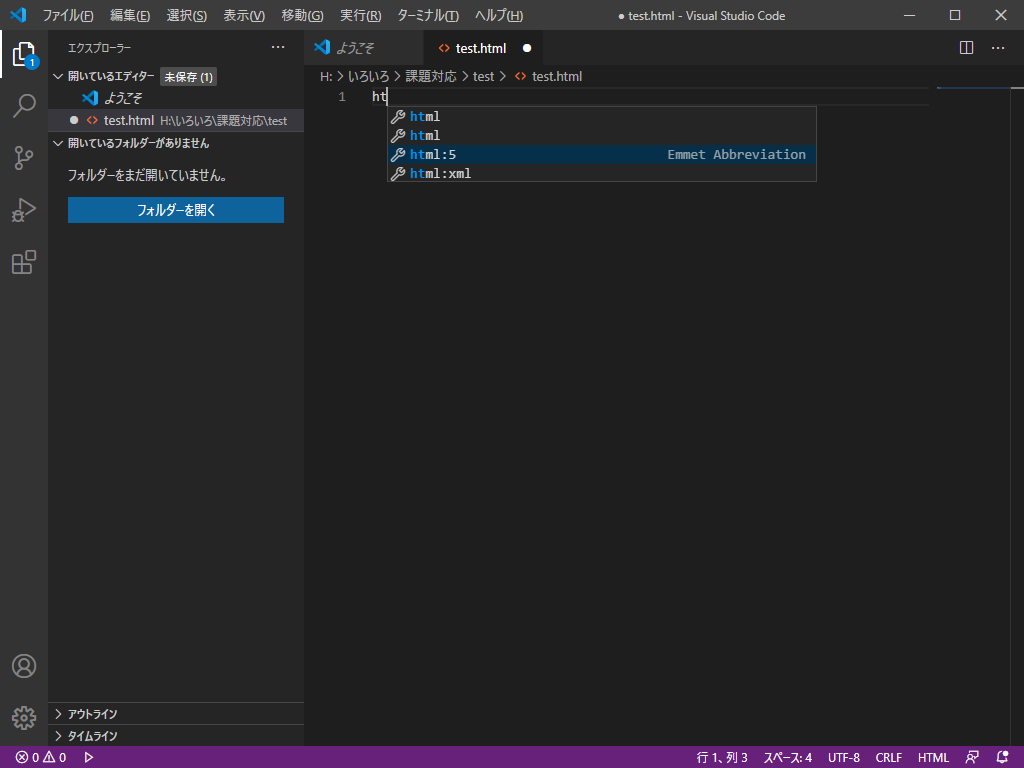 ファイル(F) 編集(E) 選択(S) 表示(V) 移動(G) 実行(R) ターミナル(T) ヘルプ(H) ● test.html - Visual Studio Code
エクスプローラー ···
ようこそ
test.html ●
開いているエディター 未保存 (1)
ようこそ
● test.html H:\いろいろ\課題対応\test
開いているフォルダーがありません
フォルダーをまだ開いていません。
フォルダーを開く
H: > いろいろ > 課題対応 > test > test.html
1 ht
html
html
html:5 Emmet Abbreviation
html:xml
1
アウトライン
タイムライン
0 0 行 1、列 3 スペース: 4 UTF-8 CRLF HTML